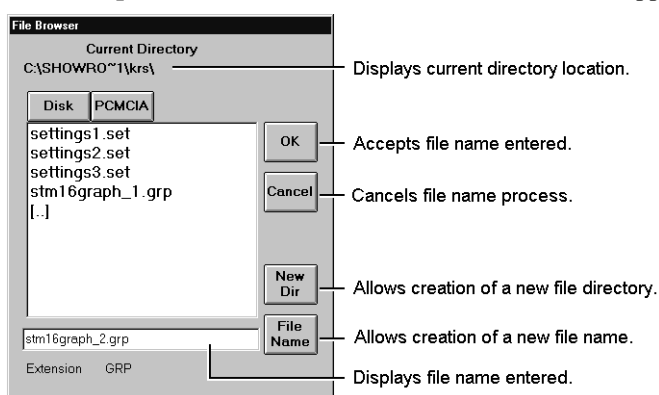 File Browser
Current Directory
C:\SHOWRO~1\krs\
Displays current directory location.
Disk PCMCIA
settings1.set
settings2.set
settings3.set
stm16graph_1.grp
[..]
OK
Accepts file name entered.
Cancel
Cancels file name process.
New
Dir
Allows creation of a new file directory.
File
Name
Allows creation of a new file name.
stm16graph_2.grp
Extension GRP
Displays file name entered.